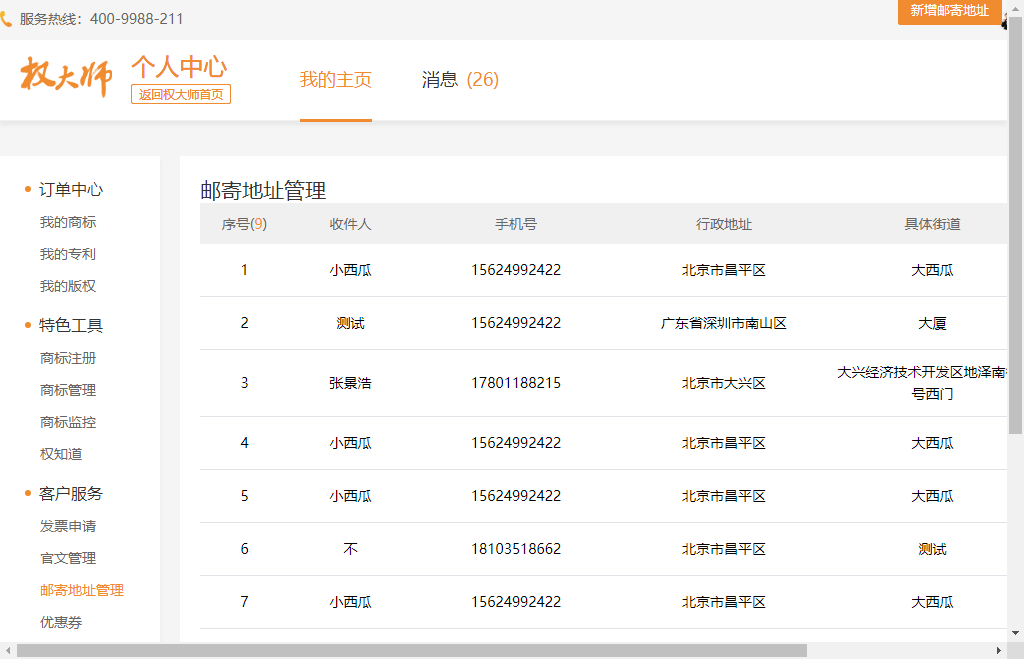 服务热线：400-9988-211
新增邮寄地址
权大师
个人中心
返回权大师首页
我的主页
消息 (26)
订单中心
我的商标
我的专利
我的版权
特色工具
商标注册
商标管理
商标监控
权知道
客户服务
发票申请
官文管理
邮寄地址管理
优惠券
邮寄地址管理
序号(9) 收件人 手机号 行政地址 具体街道
1 小西瓜 15624992422 北京市昌平区 大西瓜
2 测试 15624992422 广东省深圳市南山区 大厦
3 张景浩 17801188215 北京市大兴区 大兴经济技术开发区地泽南
号西门
4 小西瓜 15624992422 北京市昌平区 大西瓜
5 小西瓜 15624992422 北京市昌平区 大西瓜
6 不 18103518662 北京市昌平区 测试
7 小西瓜 15624992422 北京市昌平区 大西瓜